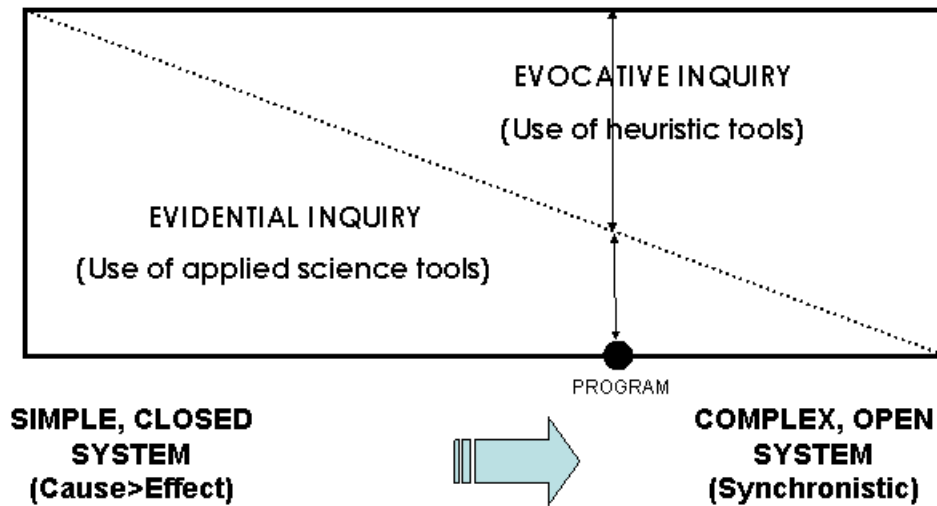 EVOCATIVE INQUIRY
(Use of heuristic tools)
EVIDENTIAL INQUIRY
(Use of applied science tools)
PROGRAM
SIMPLE, CLOSED
SYSTEM
(Cause>Effect)
COMPLEX, OPEN
SYSTEM
(Synchronistic)